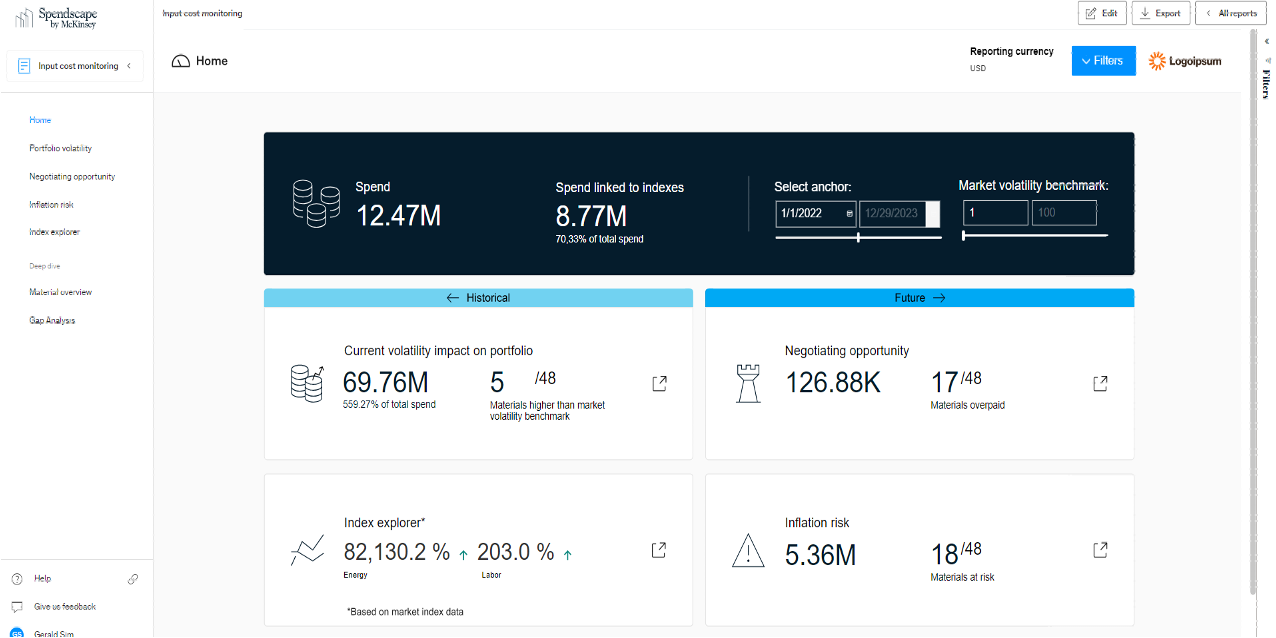 Spendscape
by McKinsey
Input cost monitoring
Edit
Export
All reports
Input cost monitoring
Home
Reporting currency
USD
Filters
Logoipsum
Filters
Home
Portfolio volatility
Negotiating opportunity
Inflation risk
Index explorer
Deep dive
Material overview
Gap Analysis
Spend
12.47M
Spend linked to indexes
8.77M
70,33% of total spend
Select anchor:
1/1/2022
12/29/2023
Market volatility benchmark:
1
100
Historical
Future
Current volatility impact on portfolio
69.76M
559.27% of total spend
5 /48
Materials higher than market
volatility benchmark
Negotiating opportunity
126.88K
17/48
Materials overpaid
Index explorer*
82,130.2 %
Energy
203.0 %
Labor
*Based on market index data
Inflation risk
5.36M
18/48
Materials at risk
Help
Give us feedback
GS
Gerald Sim